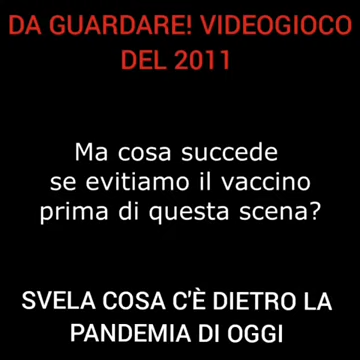 DA GUARDARE! VIDEOGIOCO
DEL 2011
Ma cosa succede
se evitiamo il vaccino
prima di questa scena?
SVELA COSA C'È DIETRO LA
PANDEMIA DI OGGI